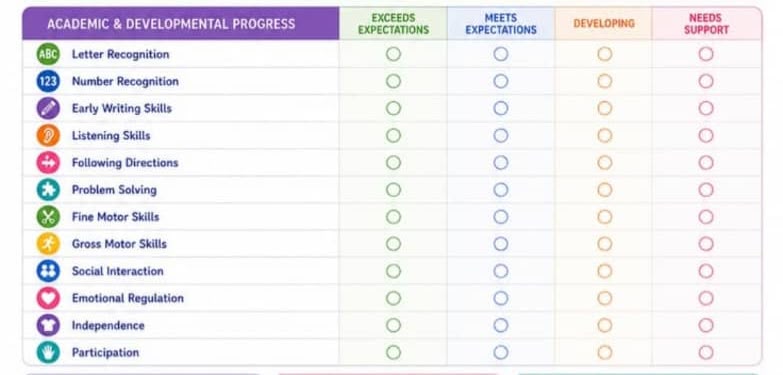 ACADEMIC & DEVELOPMENTAL PROGRESS EXCEEDS EXPECTATIONS MEETS EXPECTATIONS DEVELOPING NEEDS SUPPORT
ABC Letter Recognition
123 Number Recognition
Early Writing Skills
Listening Skills
Following Directions
Problem Solving
Fine Motor Skills
Gross Motor Skills
Social Interaction
Emotional Regulation
Independence
Participation